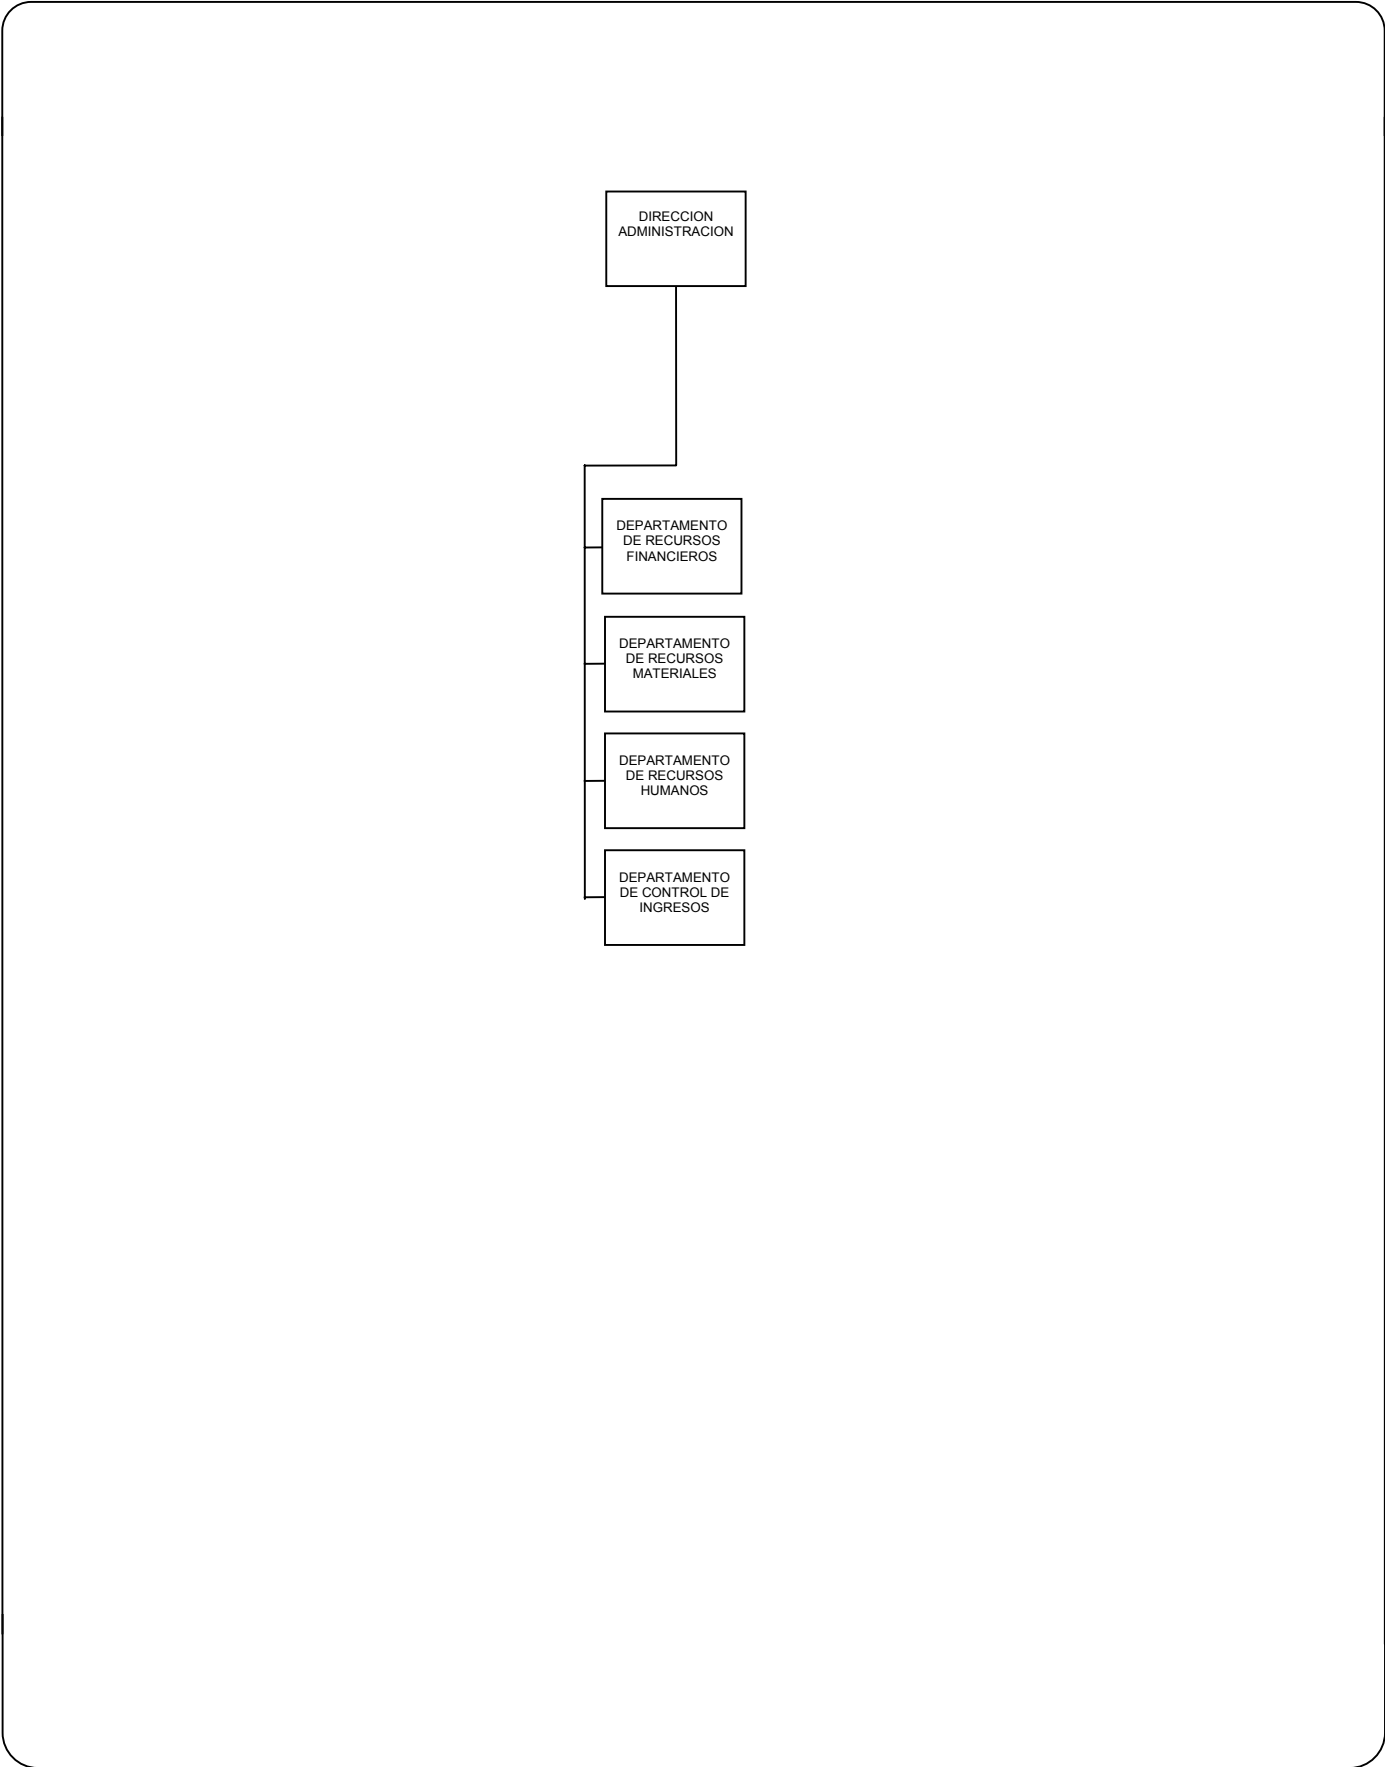 DIRECCION
ADMINISTRACION
DEPARTAMENTO
DE RECURSOS
FINANCIEROS
DEPARTAMENTO
DE RECURSOS
MATERIALES
DEPARTAMENTO
DE RECURSOS
HUMANOS
DEPARTAMENTO
DE CONTROL DE
INGRESOS